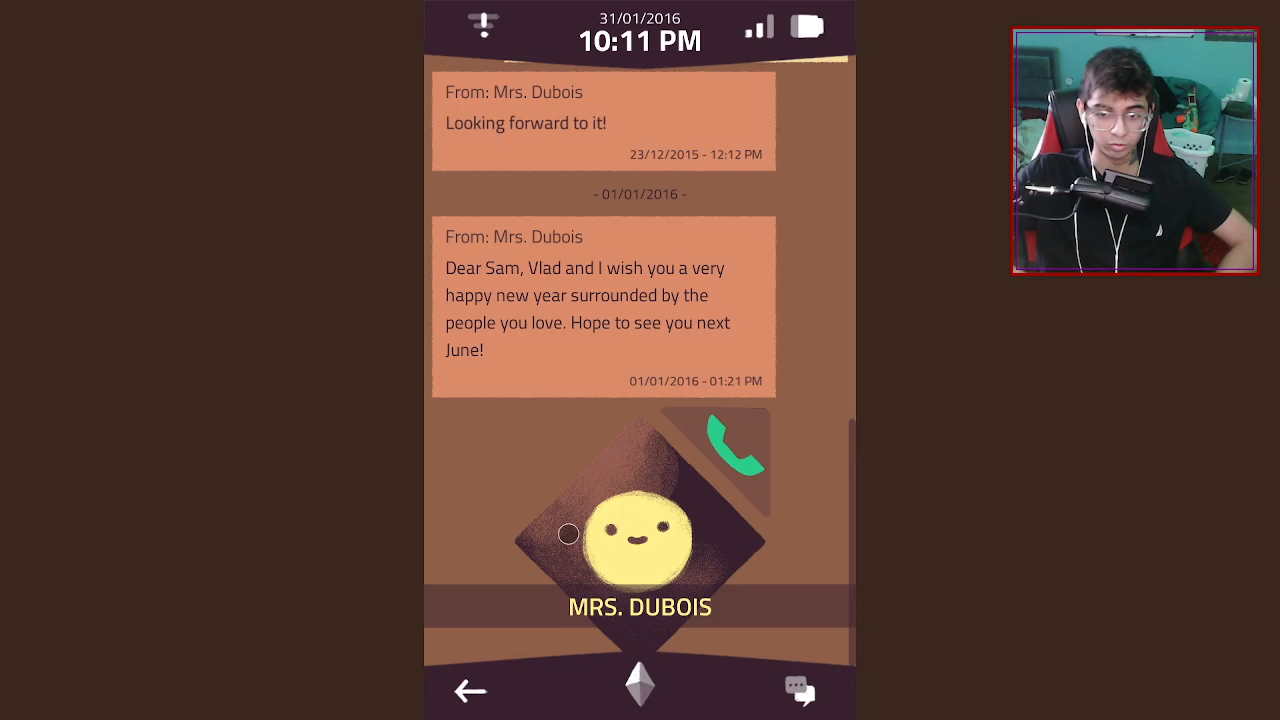 31/01/2016
10:11 PM
From: Mrs. Dubois
Looking forward to it!
23/12/2015 - 12:12 PM
- 01/01/2016 -
From: Mrs. Dubois
Dear Sam, Vlad and I wish you a very
happy new year surrounded by the
people you love. Hope to see you next
June!
01/01/2016 - 01:21 PM
MRS. DUBOIS